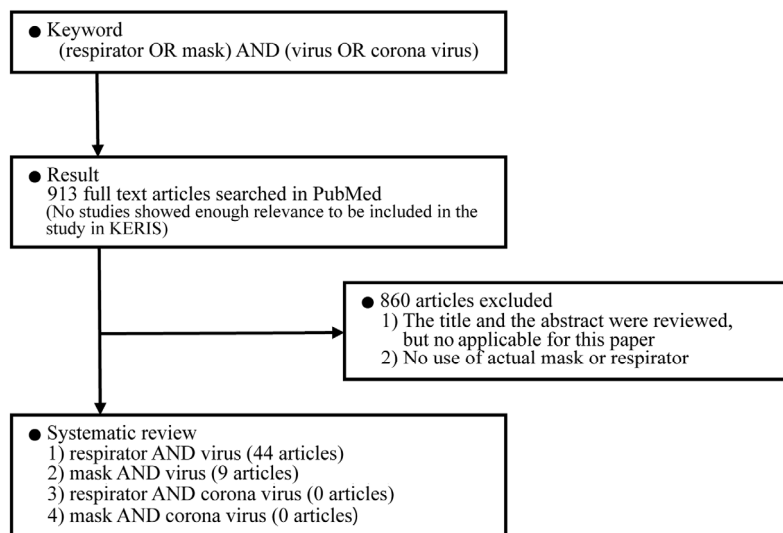 ● Keyword
(respirator OR mask) AND (virus OR corona virus)
● Result
913 full text articles searched in PubMed
(No studies showed enough relevance to be included in the
study in KERIS)
● 860 articles excluded
1) The title and the abstract were reviewed,
but no applicable for this paper
2) No use of actual mask or respirator
● Systematic review
1) respirator AND virus (44 articles)
2) mask AND virus (9 articles)
3) respirator AND corona virus (0 articles)
4) mask AND corona virus (0 articles)